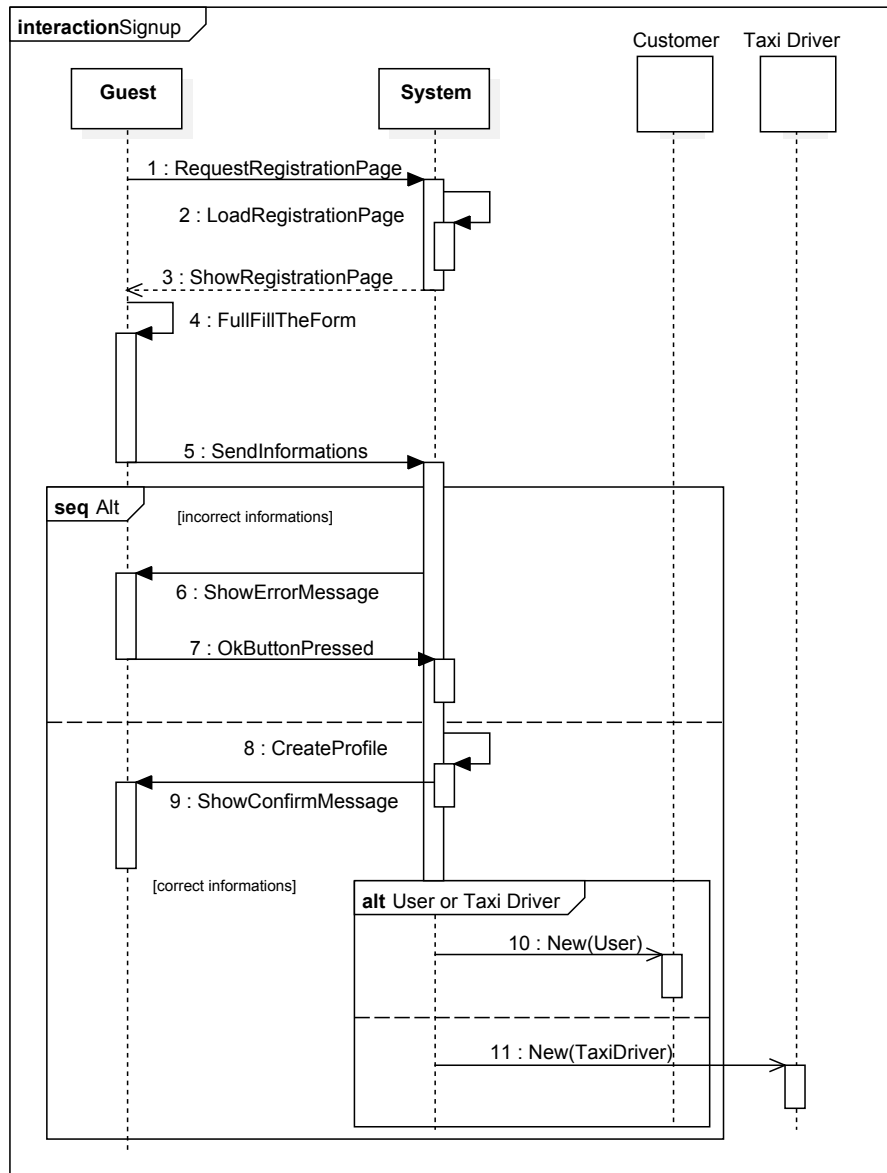 interactionSignup
Customer
Taxi Driver
Guest
System
1 : RequestRegistrationPage
2 : LoadRegistrationPage
3 : ShowRegistrationPage
4 : FullFillTheForm
5 : SendInformations
seq Alt
[incorrect informations]
6 : ShowErrorMessage
7 : OkButtonPressed
8 : CreateProfile
9 : ShowConfirmMessage
[correct informations]
alt User or Taxi Driver
10 : New(User)
11 : New(TaxiDriver)